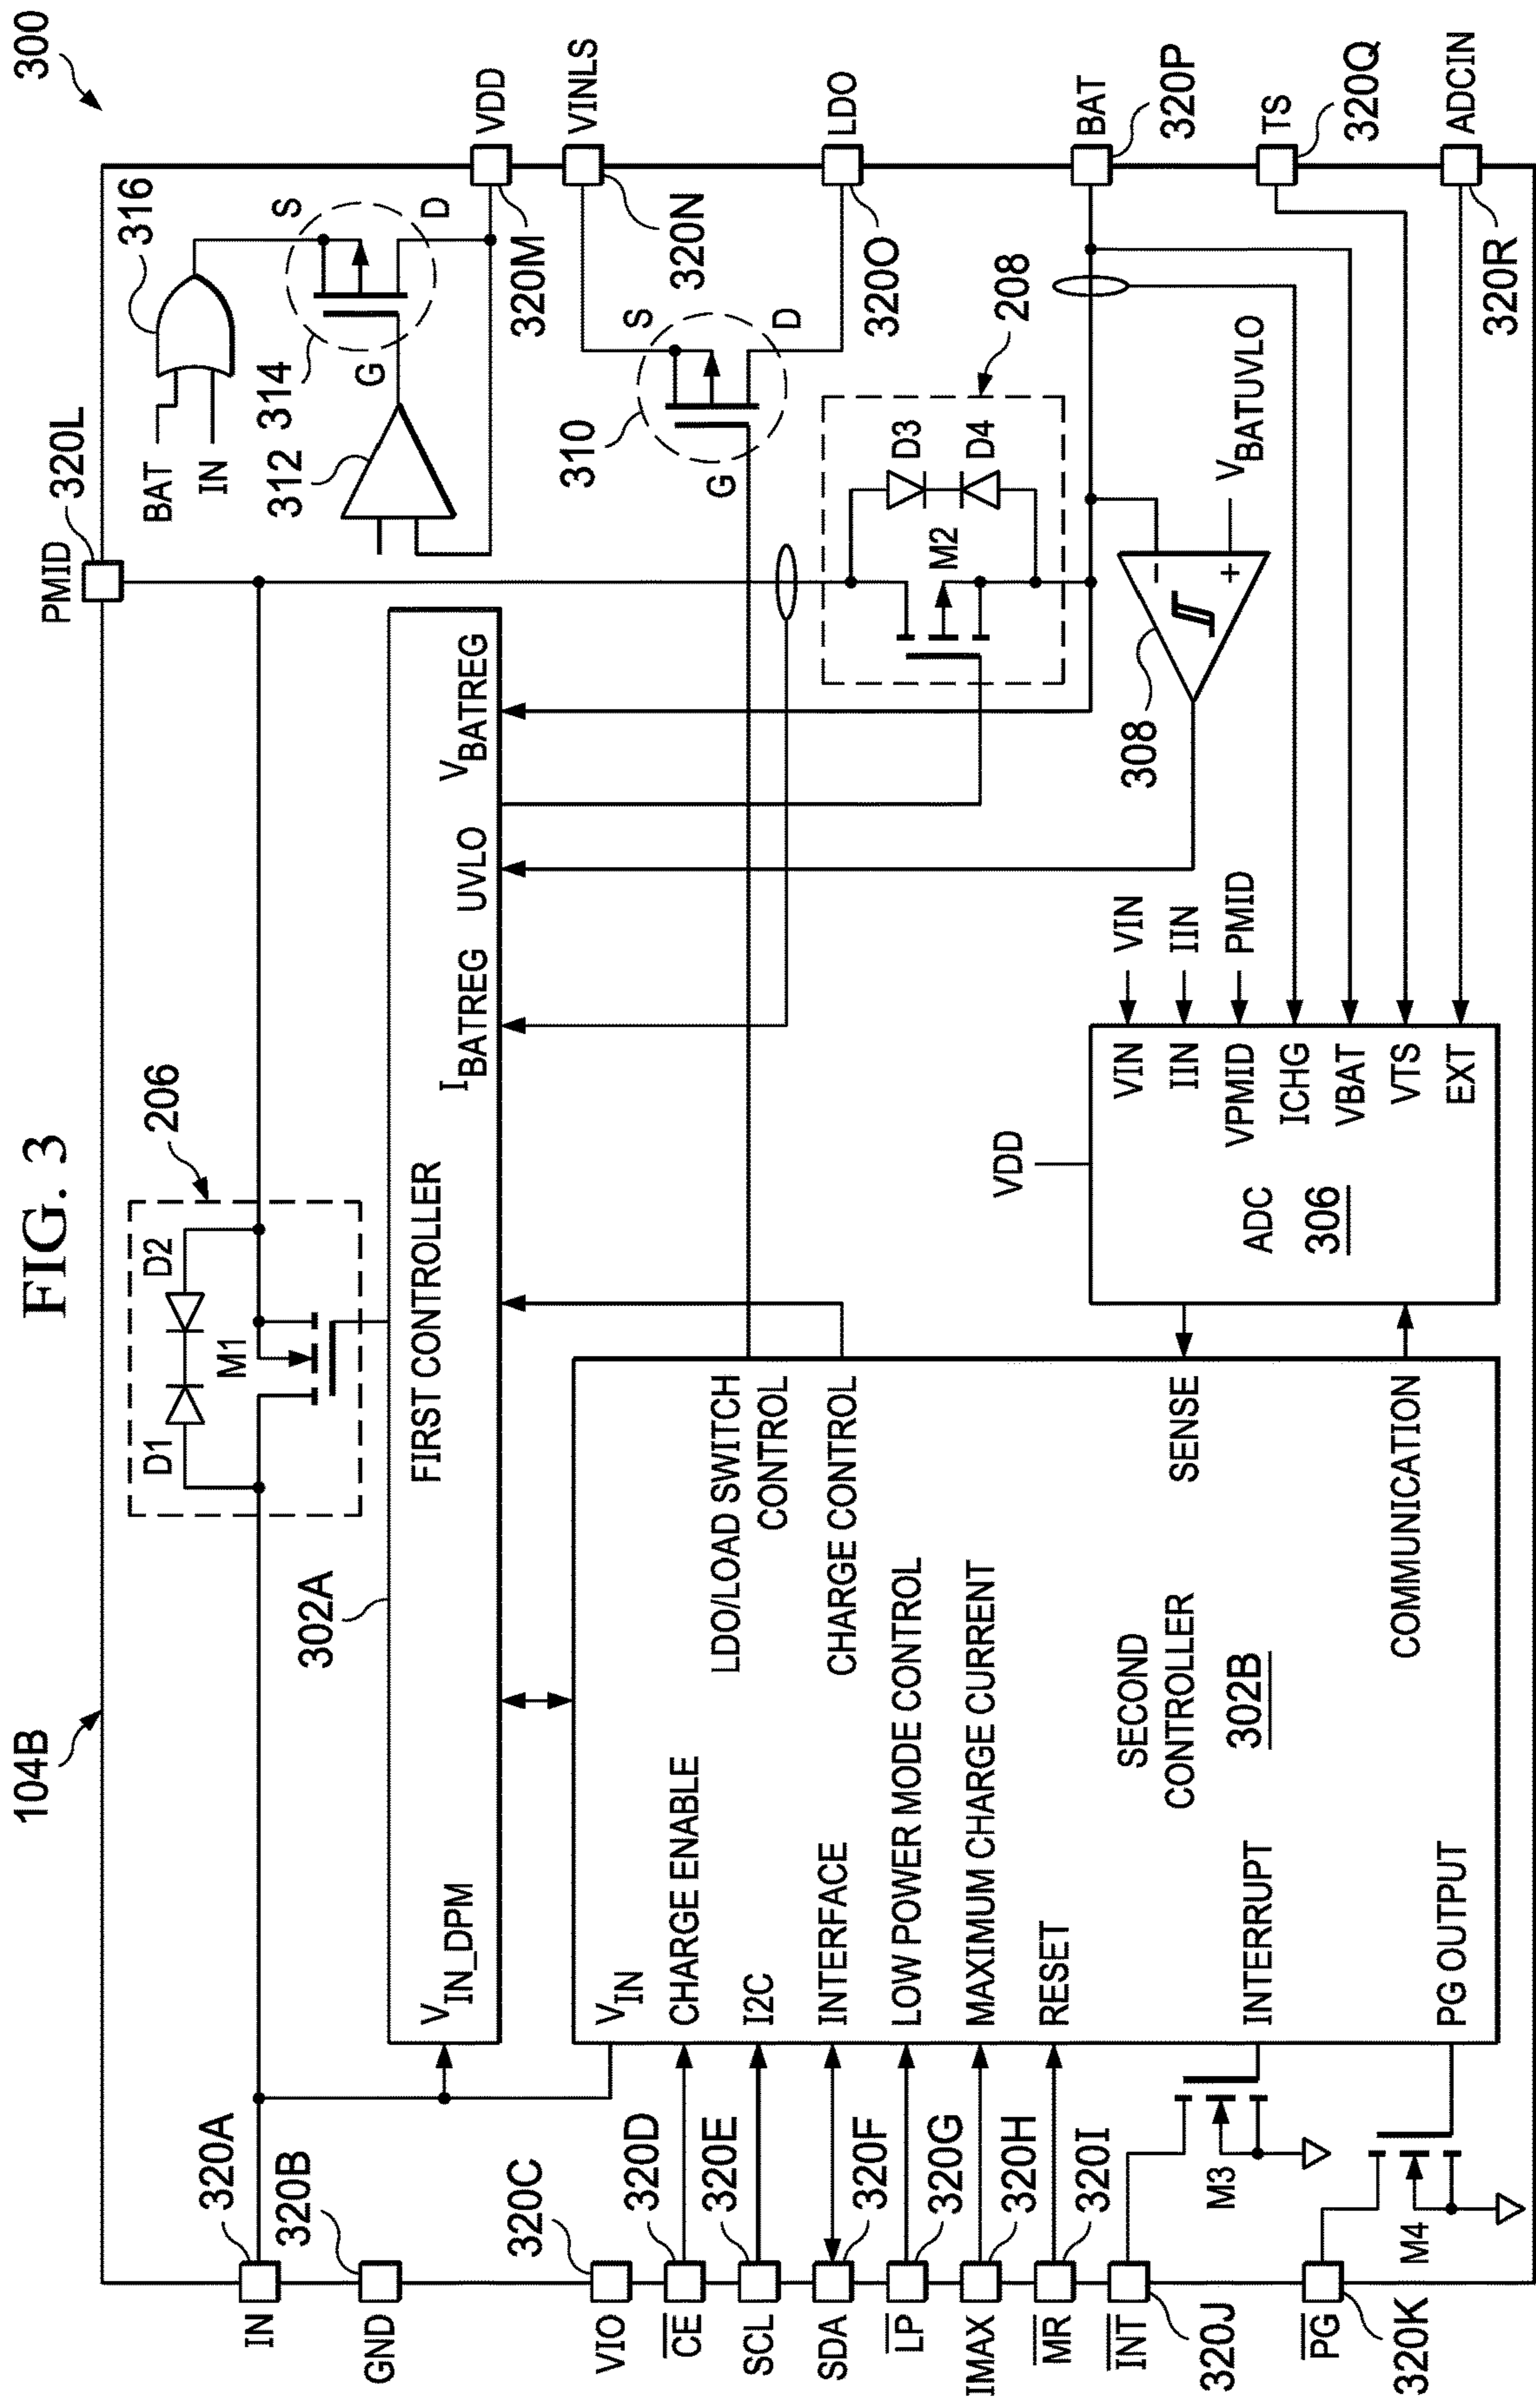 FIG. 3
300
104B
PMID
320L
206
D1
D2
M1
302A
FIRST CONTROLLER
VIN_DPM
IBATREG
UVLO
VBATREG
BAT
IN
316
312
314
S
G
D
VDD
320M
VINLS
320N
310
S
G
D
LDO
320O
208
M2
D3
D4
BAT
320P
308
−
+
VBATUVLO
TS
320Q
ADCIN
320R
IN
320A
GND
320B
VIO
320C
CE
320D
SCL
320E
SDA
320F
LP
320G
IMAX
320H
MR
320I
INT
320J
PG
320K
M3
M4
VIN
CHARGE ENABLE
I2C
INTERFACE
LOW POWER MODE CONTROL
MAXIMUM CHARGE CURRENT
RESET
INTERRUPT
PG OUTPUT
LDO/LOAD SWITCH
CONTROL
CHARGE CONTROL
SECOND
CONTROLLER
302B
SENSE
COMMUNICATION
VDD
ADC
306
VIN
IIN
VPMID
ICHG
VBAT
VTS
EXT
VIN
IIN
PMID